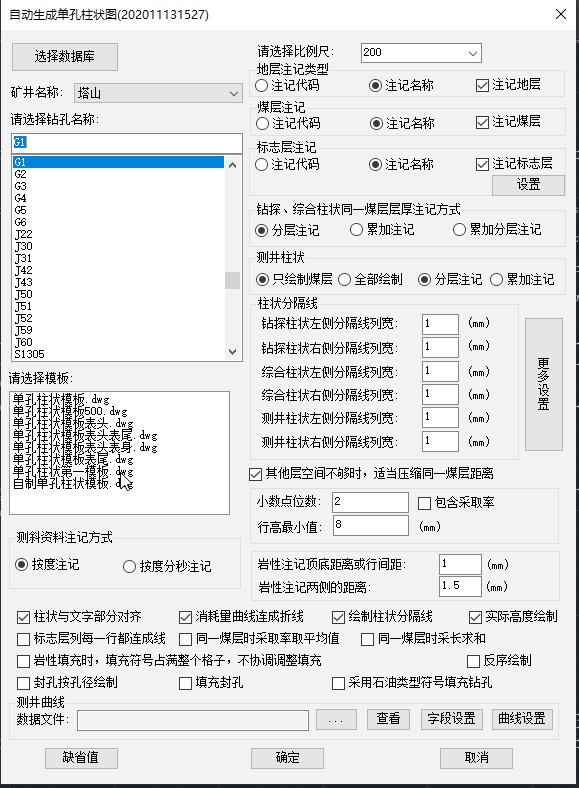 自动生成单孔柱状图(202011131527)
选择数据库
矿井名称: 塔山
请选择钻孔名称:
G1
G1
G2
G3
G4
G5
G6
J22
J30
J31
J42
J43
J50
J51
J52
J59
J60
S1305
请选择模板:
单孔柱状模板.dwg
单孔柱状模板500.dwg
单孔柱状模板表头.dwg
单孔柱状模板表头表尾.dwg
单孔柱状模板表头表身.dwg
单孔柱状模板表尾.dwg
单孔柱状第一模板.dwg
自制单孔柱状模板.dwg
测斜资料注记方式
按度注记 按度分秒注记
请选择比例尺: 200
地层注记类型
注记代码 注记名称 注记地层
煤层注记
注记代码 注记名称 注记煤层
标志层注记
注记代码 注记名称 注记标志层
设置
钻探、综合柱状同一煤层层厚注记方式
分层注记 累加注记 累加分层注记
测井柱状
只绘制煤层 全部绘制 分层注记 累加注记
柱状分隔线
钻探柱状左侧分隔线列宽: 1 (mm)
钻探柱状右侧分隔线列宽: 1 (mm)
综合柱状左侧分隔线列宽: 1 (mm)
综合柱状右侧分隔线列宽: 1 (mm)
测井柱状左侧分隔线列宽: 1 (mm)
测井柱状右侧分隔线列宽: 1 (mm)
更多设置
其他层空间不够时，适当压缩同一煤层距离
小数点位数: 2 包含采取率
行高最小值: 8 (mm)
岩性注记顶底距离或行间距: 1 (mm)
岩性注记两侧的距离: 1.5 (mm)
柱状与文字部分对齐 消耗量曲线连成折线 绘制柱状分隔线 实际高度绘制
标志层列每一行都连成线 同一煤层时采取率取平均值 同一煤层时采长求和
岩性填充时，填充符号占满整个格子，不协调调整填充 反序绘制
封孔按孔径绘制 填充封孔 采用石油类型符号填充钻孔
测井曲线
数据文件: ... 查看 字段设置 曲线设置
缺省值 确定 取消